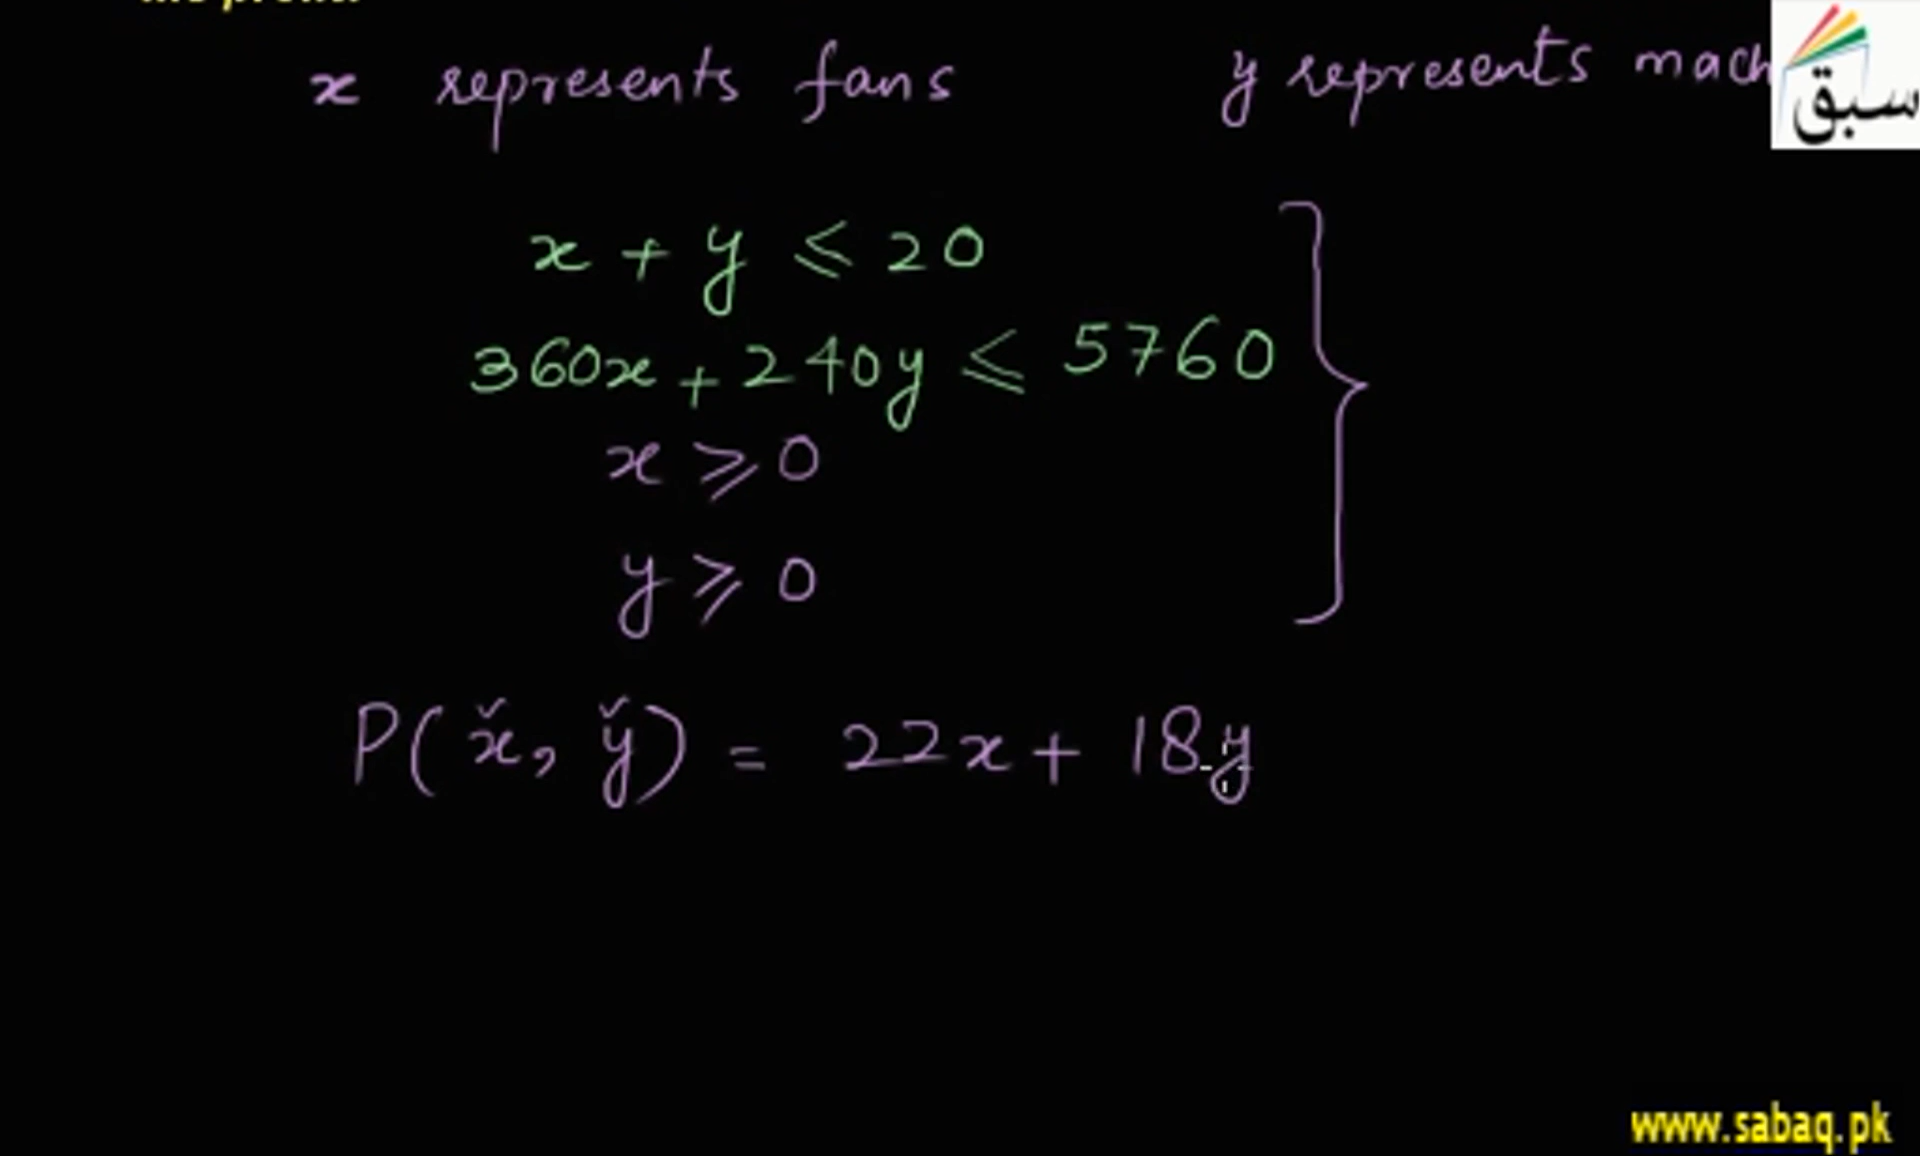 x represents fans y represents mach
سبق
x + y ≤ 20
360x + 240y ≤ 5760
x ≥ 0
y ≥ 0
P(x, y) = 22x + 18y
www.sabaq.pk